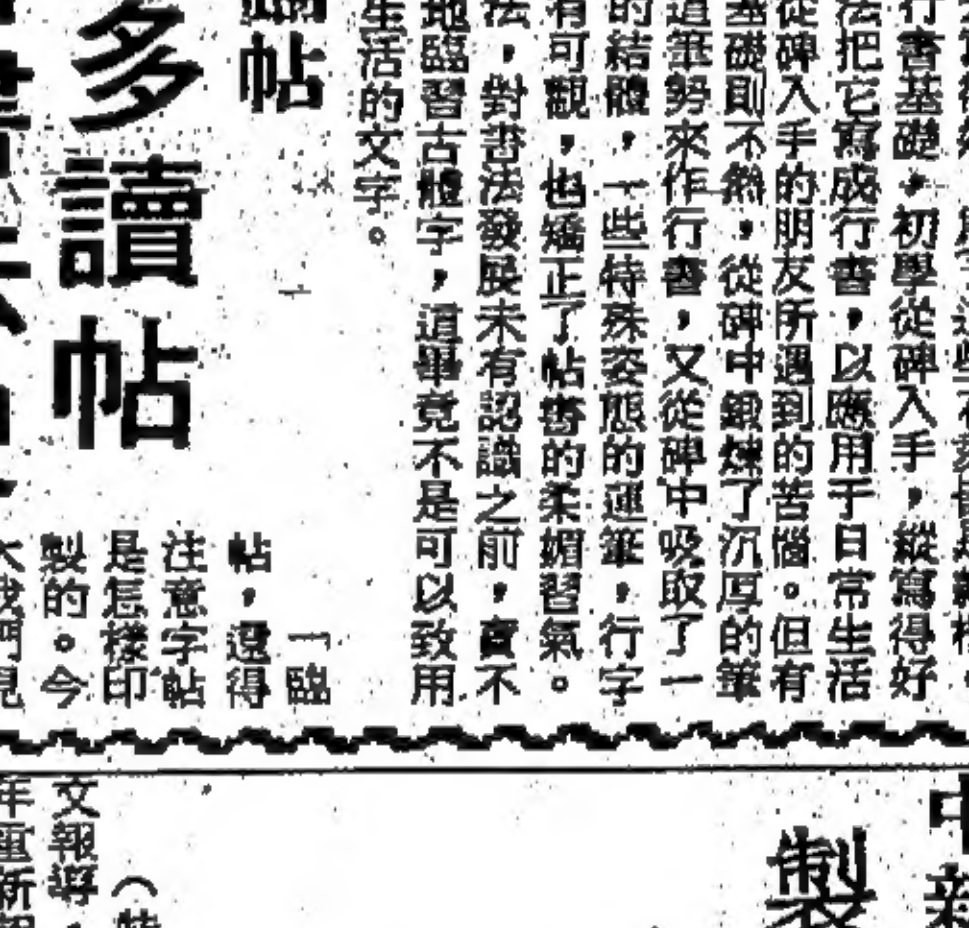 行書基礎,初學從碑入手,縱寫得好
法把它寫成行書,以應用于日常生活
從碑入手的朋友所遇到的苦惱。但有
基礎則不然,從碑中鍛煉了沉厚的筆
這筆勢來作行書,又從碑中吸取了一
的結體,一些特殊姿態的運筆,行字
有可觀,也矯正了帖書的柔媚習氣。
法,對書法發展未有認識之前,實不
地臨習古體字,這畢竟不是可以致用
生活的文字。
帖
多讀帖
一臨
帖,還得
注意字帖
是怎樣印
製的。今
我們見
製
文報導
年重新